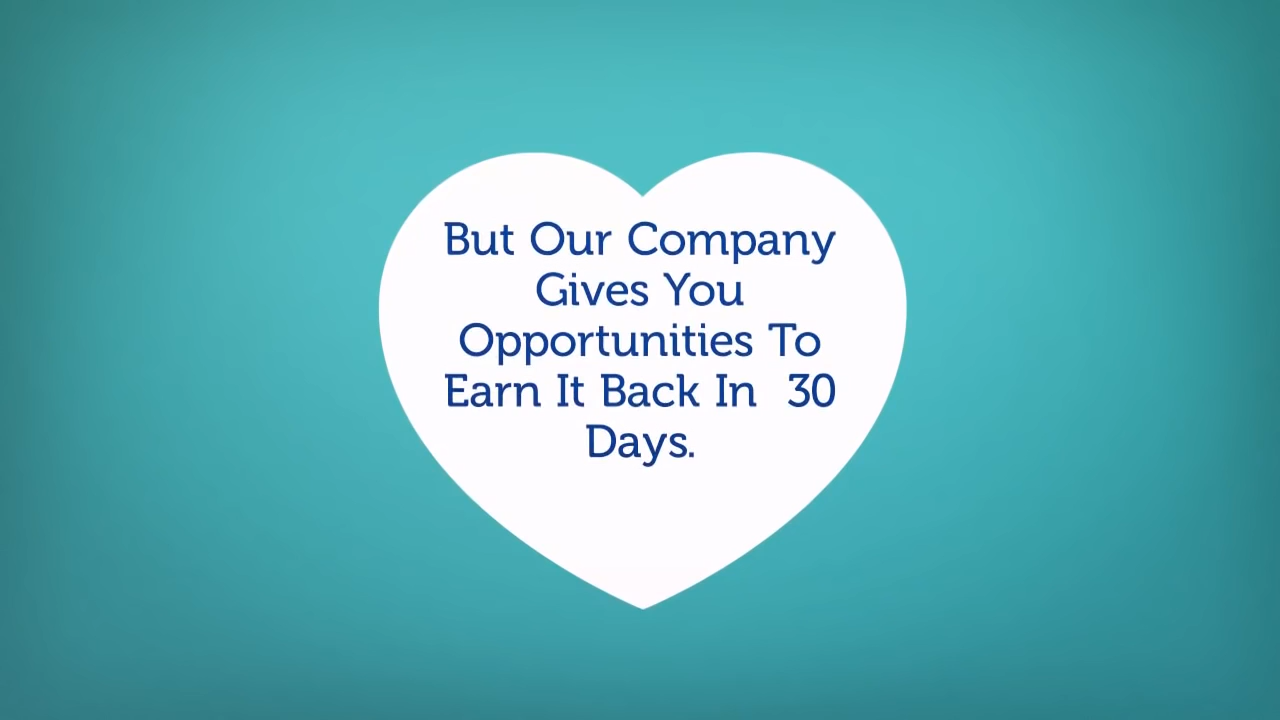 But Our Company
Gives You
Opportunities To
Earn It Back In  30
Days.